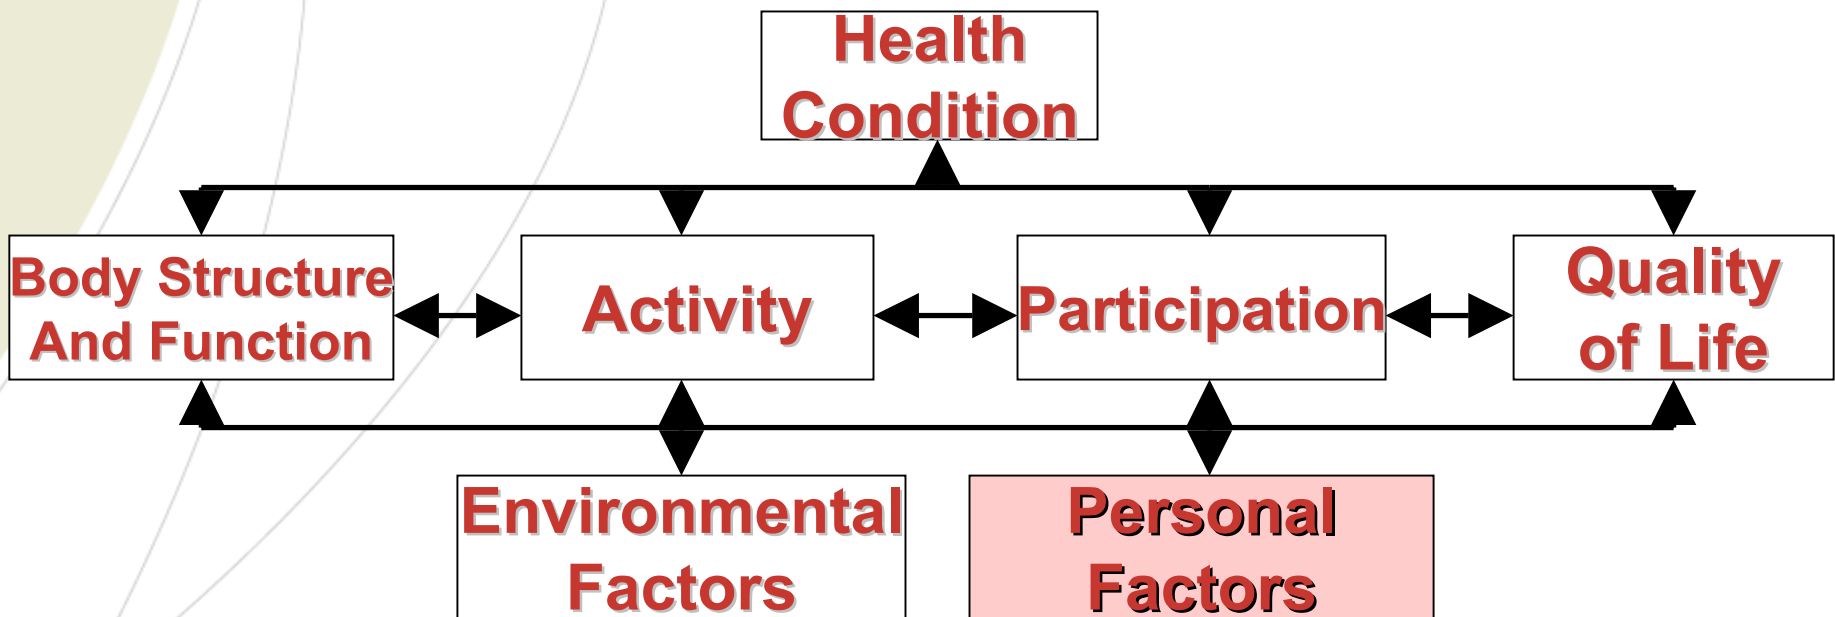 Health
Condition
Body Structure
And Function
Activity
Participation
Quality
of Life
Environmental
Factors
Personal
Factors